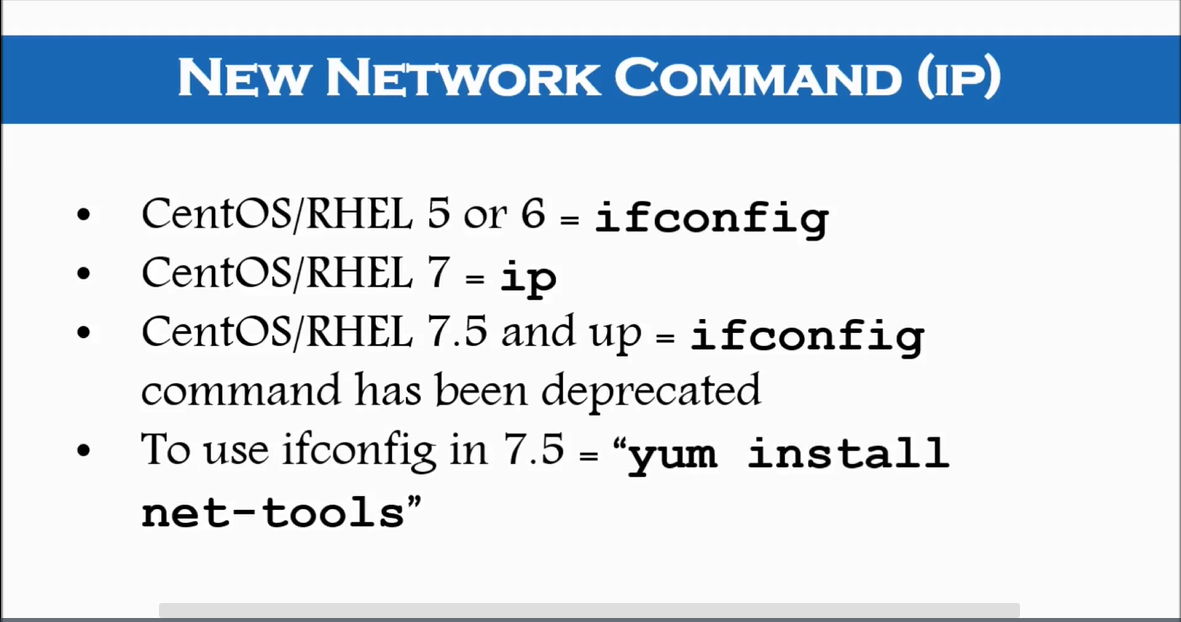 NEW NETWORK COMMAND (IP)
• CentOS/RHEL 5 or 6 = ifconfig
• CentOS/RHEL 7 = ip
• CentOS/RHEL 7.5 and up = ifconfig
command has been deprecated
• To use ifconfig in 7.5 = “yum install
net-tools”